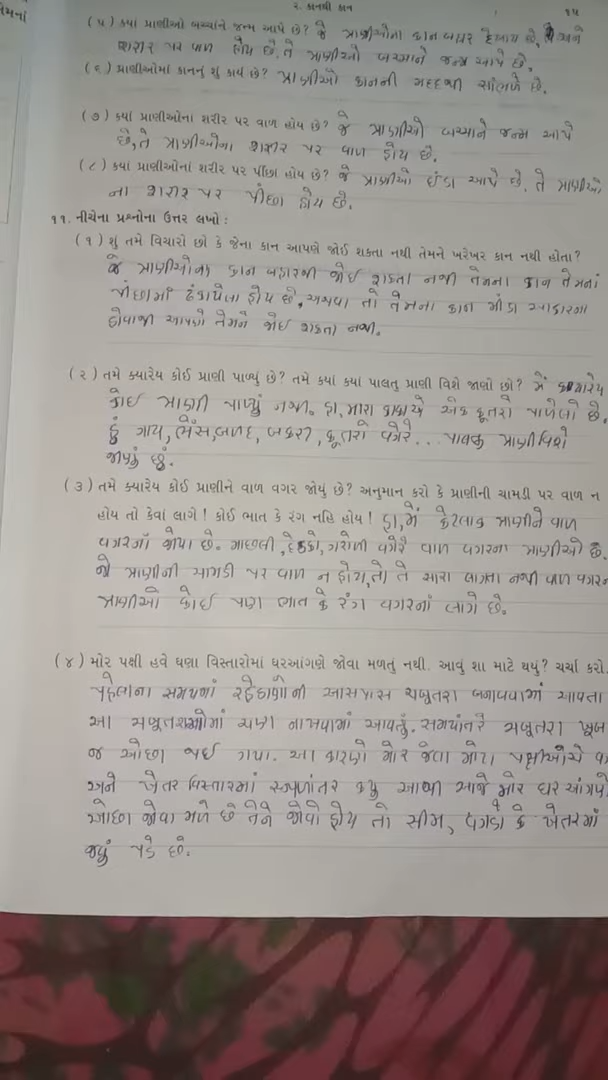 ૨. કાનથી કાન
૧૫
(૫) ક્યાં પ્રાણીઓ બચ્ચાંને જન્મ આપે છે? જે પ્રાણીઓના કાન બહાર દેખાય છે, અને
શરીર પર વાળ હોય છે. તે પ્રાણીઓ બચ્ચાને જન્મ આપે છે.
(૬) પ્રાણીઓમાં કાનનું શું કાર્ય છે? પ્રાણીઓ કાનની મદદથી સાંભળે છે.
(૭) ક્યાં પ્રાણીઓના શરીર પર વાળ હોય છે? જે પ્રાણીઓ બચ્ચાને જન્મ આપે
છે, તે પ્રાણીઓના શરીર પર વાળ હોય છે.
(૮) ક્યાં પ્રાણીઓનાં શરીર પર પીંછા હોય છે? જે પ્રાણીઓ ઈંડા આપે છે. તે પ્રાણીઓ
ના શરીર પર પીંછા હોય છે.
૧૧. નીચેના પ્રશ્નોના ઉત્તર લખો :
(૧) શું તમે વિચારો છો કે જેના કાન આપણે જોઈ શકતા નથી તેમને ખરેખર કાન નથી હોતા?
જે પ્રાણીઓના કાન બહારથી જોઈ શકતા નથી તેમના કાન તેમનાં
પીંછામાં ઢંકાયેલા હોય છે, અથવા તો તેમના કાન મીંડા આકારના
હોવાથી આપણે તેમને જોઈ શકતા નથી.
(૨) તમે ક્યારેય કોઈ પ્રાણી પાળ્યું છે? તમે ક્યાં ક્યાં પાલતુ પ્રાણી વિશે જાણો છો? મેં ક્યારેય
કોઈ પ્રાણી પાળ્યું નથી. હા, મારા કાકાએ એક કૂતરો પાળેલો છે.
હું ગાય, ભેંસ, બળદ, બકરી, કૂતરો વગેરે... પાલતુ પ્રાણી વિશે
જાણું છું.
(૩) તમે ક્યારેય કોઈ પ્રાણીને વાળ વગર જોયું છે? અનુમાન કરો કે પ્રાણીની ચામડી પર વાળ ન
હોય તો કેવાં લાગે! કોઈ ભાત કે રંગ નહિ હોય! હા, મેં કેટલાક પ્રાણીને વાળ
વગરનાં જોયા છે. માછલી, દેડકો, ગરોળી વગેરે વાળ વગરના પ્રાણીઓ છે.
જો પ્રાણીની ચામડી પર વાળ ન હોય, તો તે સારા લાગતા નથી વાળ વગરના
પ્રાણીઓ કોઈ પણ ભાત કે રંગ વગરનાં લાગે છે.
(૪) મોર પક્ષી હવે ઘણા વિસ્તારોમાં ઘરઆંગણે જોવા મળતું નથી. આવું શા માટે થયું? ચર્ચા કરો.
પહેલાના સમયમાં રહેઠાણોની આસપાસ ચબૂતરા બનાવવામાં આવતા
આ ચબૂતરાઓમાં ચણ નાખવામાં આવતું. સમયાંતરે ચબૂતરા ખૂબ
જ ઓછા થઈ ગયા. આ કારણે મોર જેવા મોટા પક્ષીઓએ
અને ખેતર વિસ્તારમાં સ્થળાંતર કર્યું આથી આજે મોર ઘર આંગણે
ઓછા જોવા મળે છે તેને જોવો હોય તો સીમ, વગડો કે ખેતરમાં
જવું પડે છે.